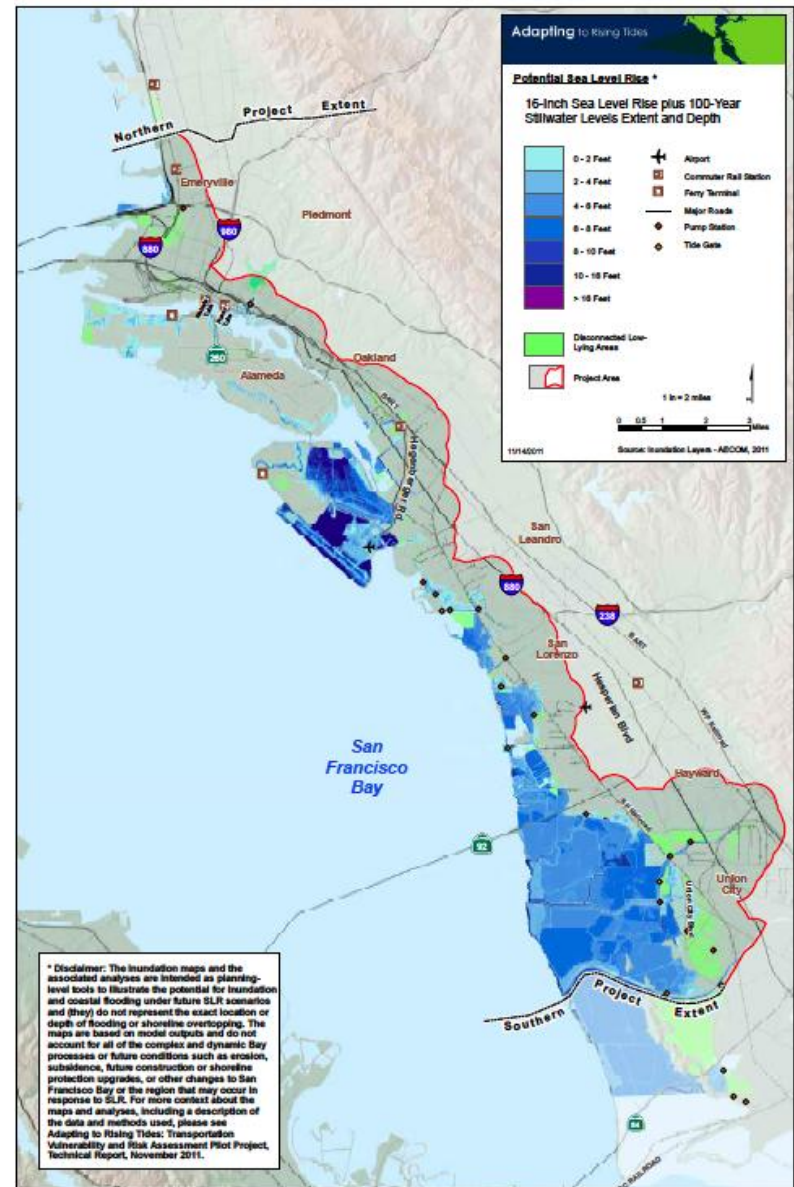 Adapting to Rising Tides
Potential Sea Level Rise *
16-Inch Sea Level Rise plus 100-Year
Stillwater Levels Extent and Depth
0 - 2 Feet
2 - 4 Feet
4 - 6 Feet
6 - 8 Feet
8 - 10 Feet
10 - 16 Feet
> 16 Feet
Airport
Commuter Rail Station
Ferry Terminal
Major Roads
Pump Station
Tide Gate
Disconnected Low-
Lying Areas
Project Area
1 in = 2 miles
0 0.5 1 2 3
Miles
11/14/2011
Source: Inundation Layers - AECOM, 2011
Northern Project Extent
Emeryville
Piedmont
980
880
260
Oakland
Alameda
BART
Hegenberger Rd.
San
Leandro
880
238
BART
San
Lorenzo
Hesperian Blvd
WP Railroad
San
Francisco
Bay
Hayward
92
S.P. Railroad
Union
City
Union City Blvd
Southern Project Extent
84
RAILROAD
* Disclaimer: The inundation maps and the
associated analyses are intended as planning-
level tools to illustrate the potential for inundation
and coastal flooding under future SLR scenarios
and (they) do not represent the exact location or
depth of flooding or shoreline overtopping. The
maps are based on model outputs and do not
account for all of the complex and dynamic Bay
processes or future conditions such as erosion,
subsidence, future construction or shoreline
protection upgrades, or other changes to San
Francisco Bay or the region that may occur in
response to SLR. For more context about the
maps and analyses, including a description of
the data and methods used, please see
Adapting to Rising Tides: Transportation
Vulnerability and Risk Assessment Pilot Project,
Technical Report, November 2011.